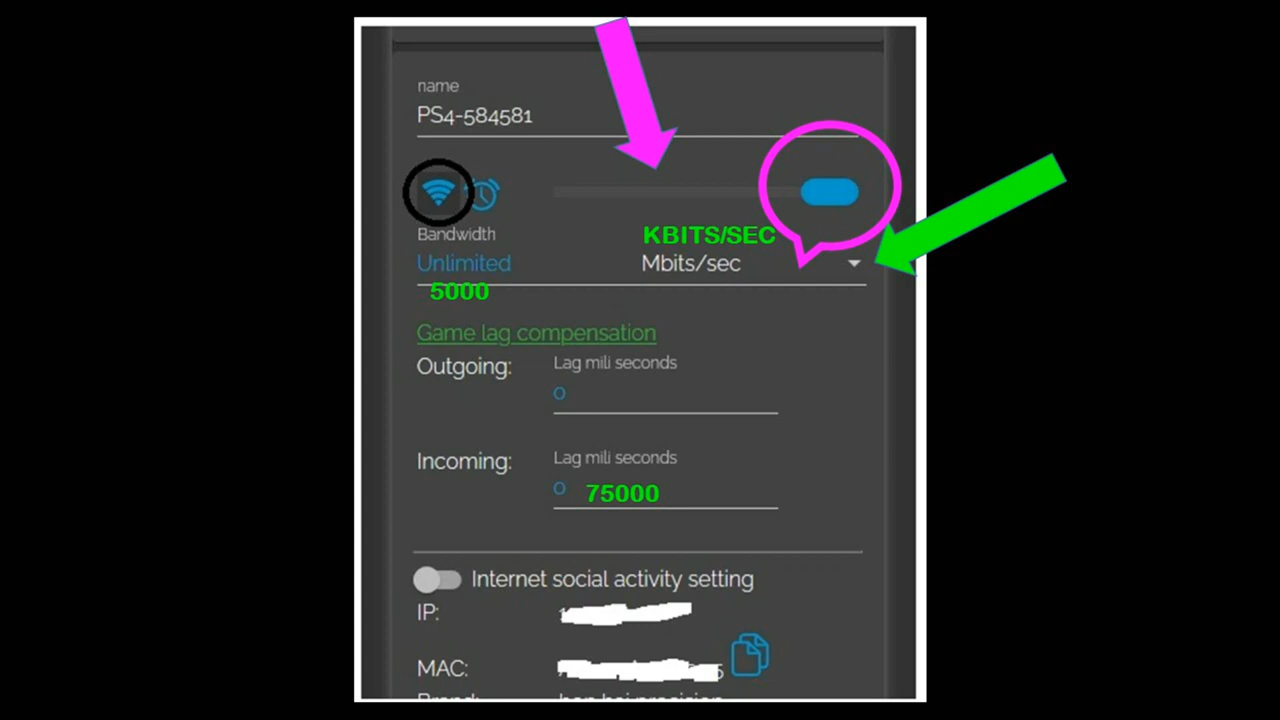 name
PS4-584581
Bandwidth
KBITS/SEC
Unlimited
Mbits/sec
5000
Game lag compensation
Outgoing:
Lag mili seconds
0
Incoming:
Lag mili seconds
0
75000
Internet social activity setting
IP:
MAC: